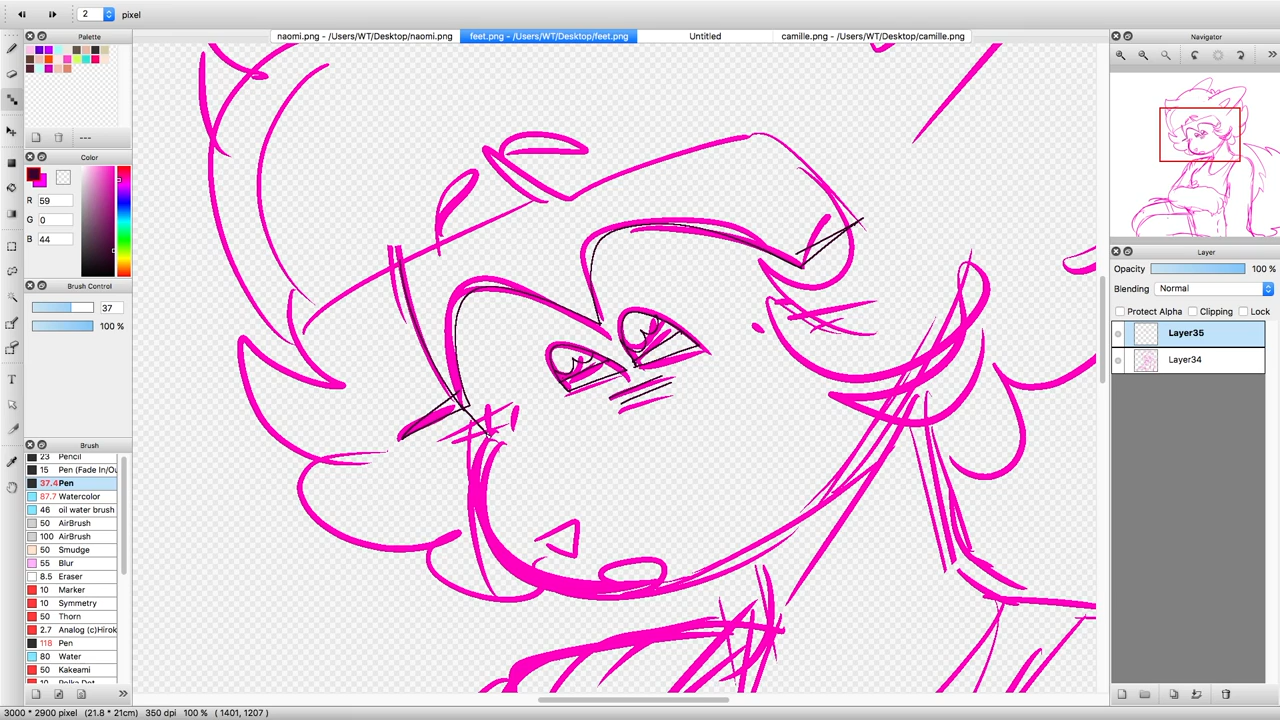 2 pixel
Palette
naomi.png - /Users/WT/Desktop/naomi.png
feet.png - /Users/WT/Desktop/feet.png
Untitled
camille.png - /Users/WT/Desktop/camille.png
Navigator
---
Color
R 59
G 0
B 44
Brush Control
37
100 %
Brush
23 Pencil
15 Pen (Fade In/Ou
37.4 Pen
87.7 Watercolor
46 oil water brush
50 AirBrush
100 AirBrush
50 Smudge
55 Blur
8.5 Eraser
10 Marker
10 Symmetry
50 Thorn
2.7 Analog (c)Hirok
118 Pen
80 Water
50 Kakeami
Layer
Opacity 100 %
Blending Normal
Protect Alpha Clipping Lock
Layer35
Layer34
3000 * 2900 pixel (21.8 * 21cm) 350 dpi 100 % ( 1401, 1207 )